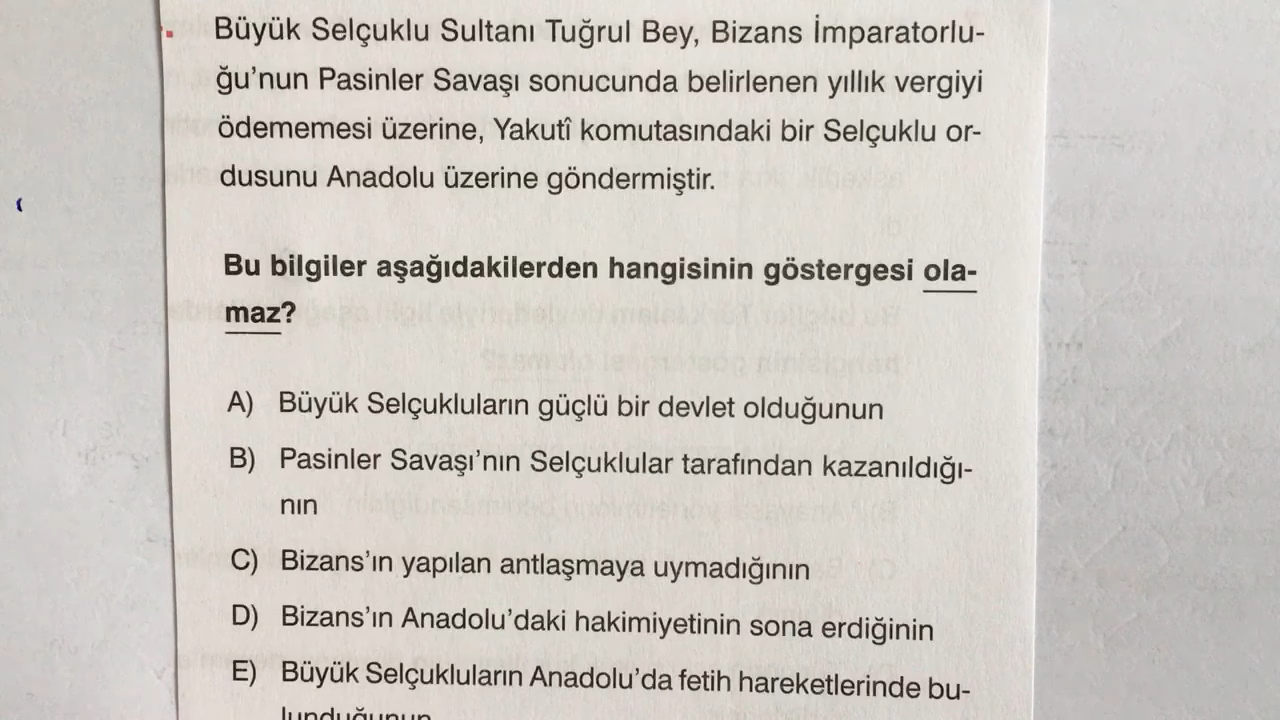 Büyük Selçuklu Sultanı Tuğrul Bey, Bizans İmparatorlu-
ğu'nun Pasinler Savaşı sonucunda belirlenen yıllık vergiyi
ödememesi üzerine, Yakutî komutasındaki bir Selçuklu or-
dusunu Anadolu üzerine göndermiştir.
Bu bilgiler aşağıdakilerden hangisinin göstergesi ola-
maz?
A) Büyük Selçukluların güçlü bir devlet olduğunun
B) Pasinler Savaşı'nın Selçuklular tarafından kazanıldığı-
nın
C) Bizans'ın yapılan antlaşmaya uymadığının
D) Bizans'ın Anadolu'daki hakimiyetinin sona erdiğinin
E) Büyük Selçukluların Anadolu'da fetih hareketlerinde bu-
lunduğunun